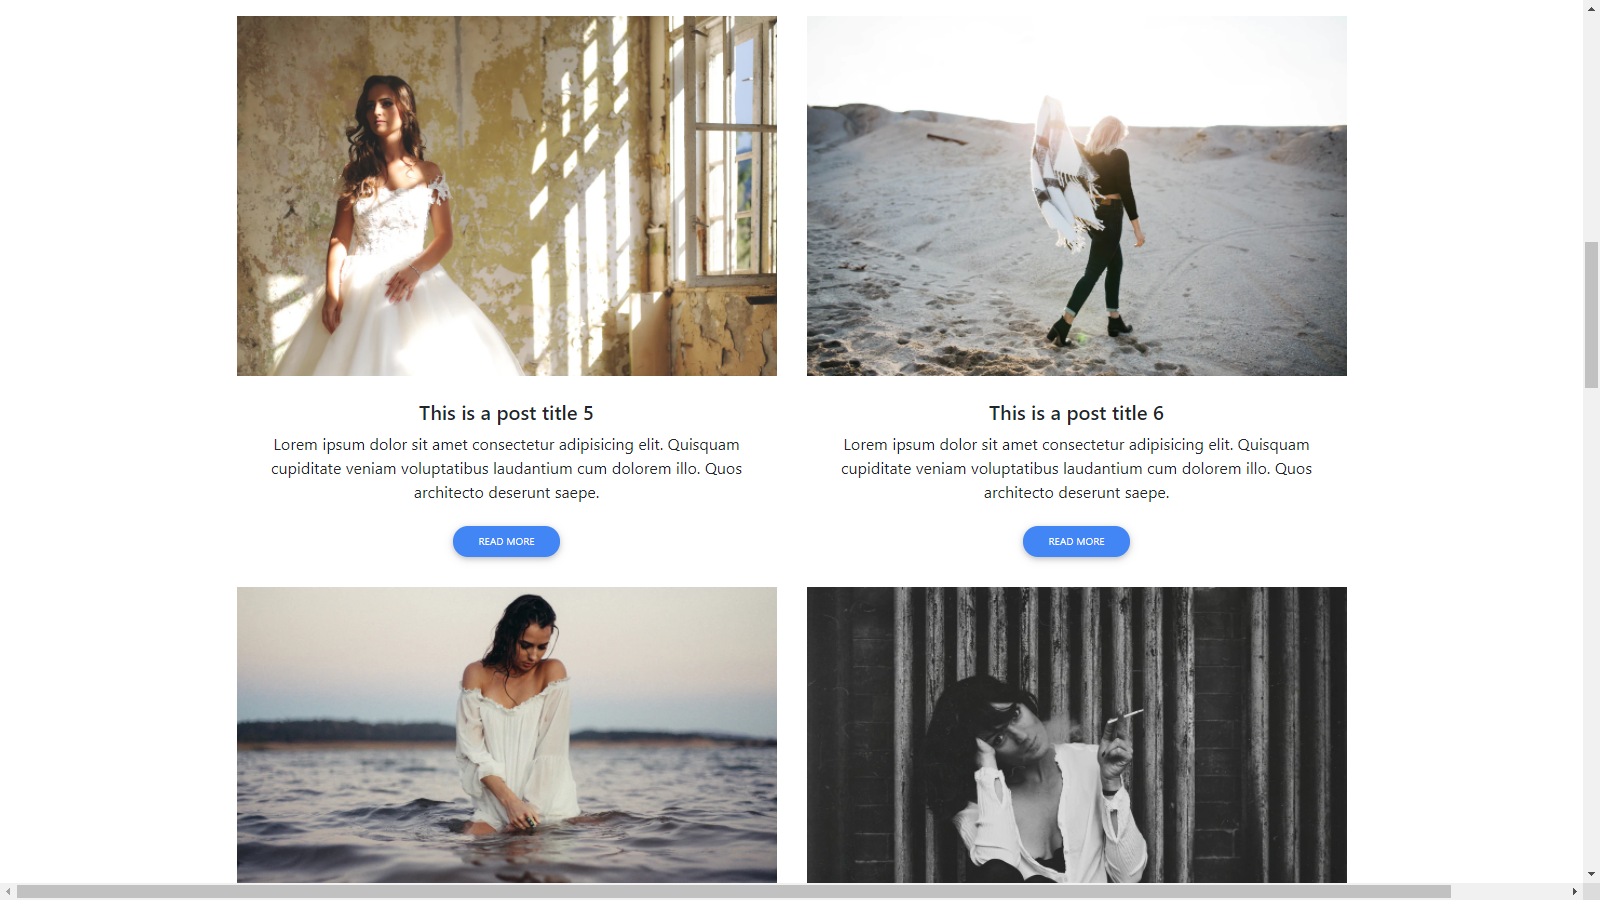 This is a post title 5
Lorem ipsum dolor sit amet consectetur adipisicing elit. Quisquam
cupiditate veniam voluptatibus laudantium cum dolorem illo. Quos
architecto deserunt saepe.
READ MORE
This is a post title 6
Lorem ipsum dolor sit amet consectetur adipisicing elit. Quisquam
cupiditate veniam voluptatibus laudantium cum dolorem illo. Quos
architecto deserunt saepe.
READ MORE